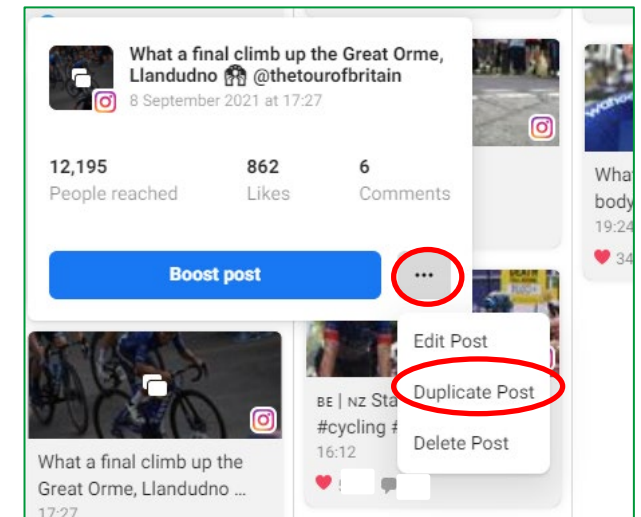 What a final climb up the Great Orme,
Llandudno @thetourofbritain
8 September 2021 at 17:27
12,195
862
6
People reached
Likes
Comments
Boost post
Edit Post
Duplicate Post
Delete Post
What a final climb up the
Great Orme, Llandudno ...
17:27
BE | NZ Sta
#cycling #
16:12
What
body
19:24
34